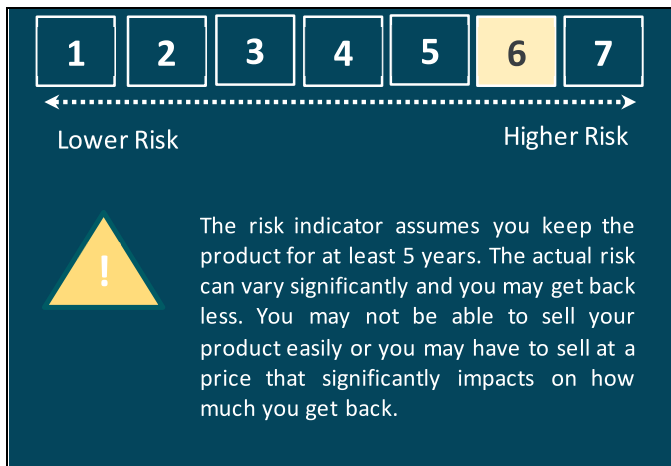 1 2 3 4 5 6 7
Lower Risk Higher Risk
!
The risk indicator assumes you keep the
product for at least 5 years. The actual risk
can vary significantly and you may get back
less. You may not be able to sell your
product easily or you may have to sell at a
price that significantly impacts on how
much you get back.